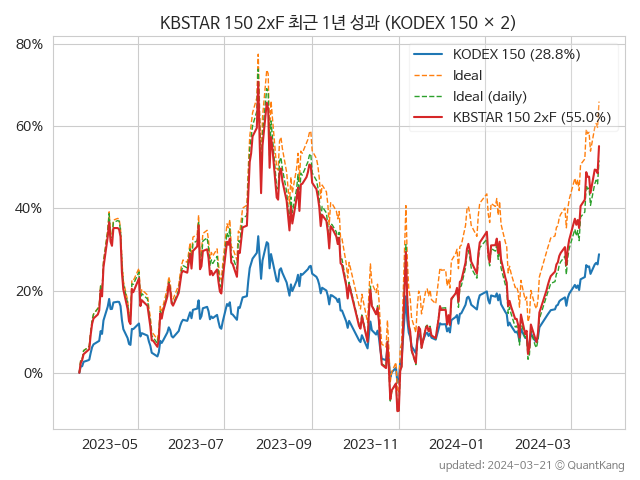 KBSTAR 150 2xF 최근 1년 성과 (KODEX 150 × 2)
80%
60%
40%
20%
0%
KODEX 150 (28.8%)
Ideal
Ideal (daily)
KBSTAR 150 2xF (55.0%)
2023-05
2023-07
2023-09
2023-11
2024-01
2024-03
updated: 2024-03-21 © QuantKang